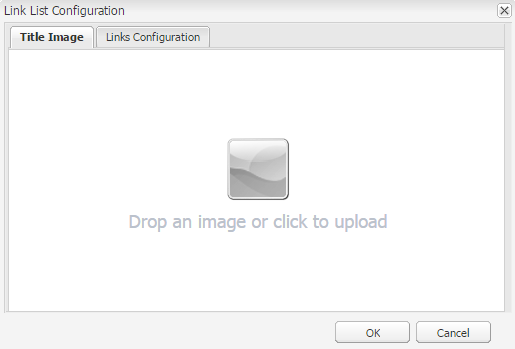 Link List Configuration
Title Image
Links Configuration
Drop an image or click to upload
OK
Cancel